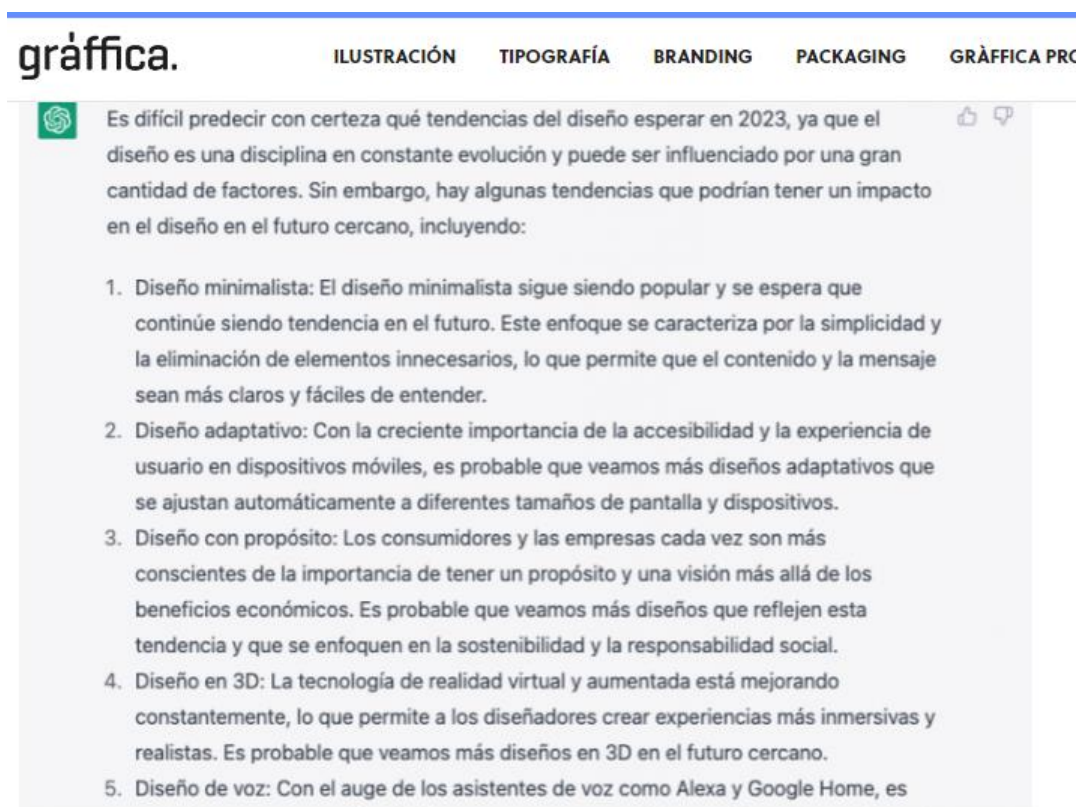 gràffica.
ILUSTRACIÓN TIPOGRAFÍA BRANDING PACKAGING GRÀFFICA PRO
Es difícil predecir con certeza qué tendencias del diseño esperar en 2023, ya que el
diseño es una disciplina en constante evolución y puede ser influenciado por una gran
cantidad de factores. Sin embargo, hay algunas tendencias que podrían tener un impacto
en el diseño en el futuro cercano, incluyendo:
1. Diseño minimalista: El diseño minimalista sigue siendo popular y se espera que
continúe siendo tendencia en el futuro. Este enfoque se caracteriza por la simplicidad y
la eliminación de elementos innecesarios, lo que permite que el contenido y la mensaje
sean más claros y fáciles de entender.
2. Diseño adaptativo: Con la creciente importancia de la accesibilidad y la experiencia de
usuario en dispositivos móviles, es probable que veamos más diseños adaptativos que
se ajustan automáticamente a diferentes tamaños de pantalla y dispositivos.
3. Diseño con propósito: Los consumidores y las empresas cada vez son más
conscientes de la importancia de tener un propósito y una visión más allá de los
beneficios económicos. Es probable que veamos más diseños que reflejen esta
tendencia y que se enfoquen en la sostenibilidad y la responsabilidad social.
4. Diseño en 3D: La tecnología de realidad virtual y aumentada está mejorando
constantemente, lo que permite a los diseñadores crear experiencias más inmersivas y
realistas. Es probable que veamos más diseños en 3D en el futuro cercano.
5. Diseño de voz: Con el auge de los asistentes de voz como Alexa y Google Home, es